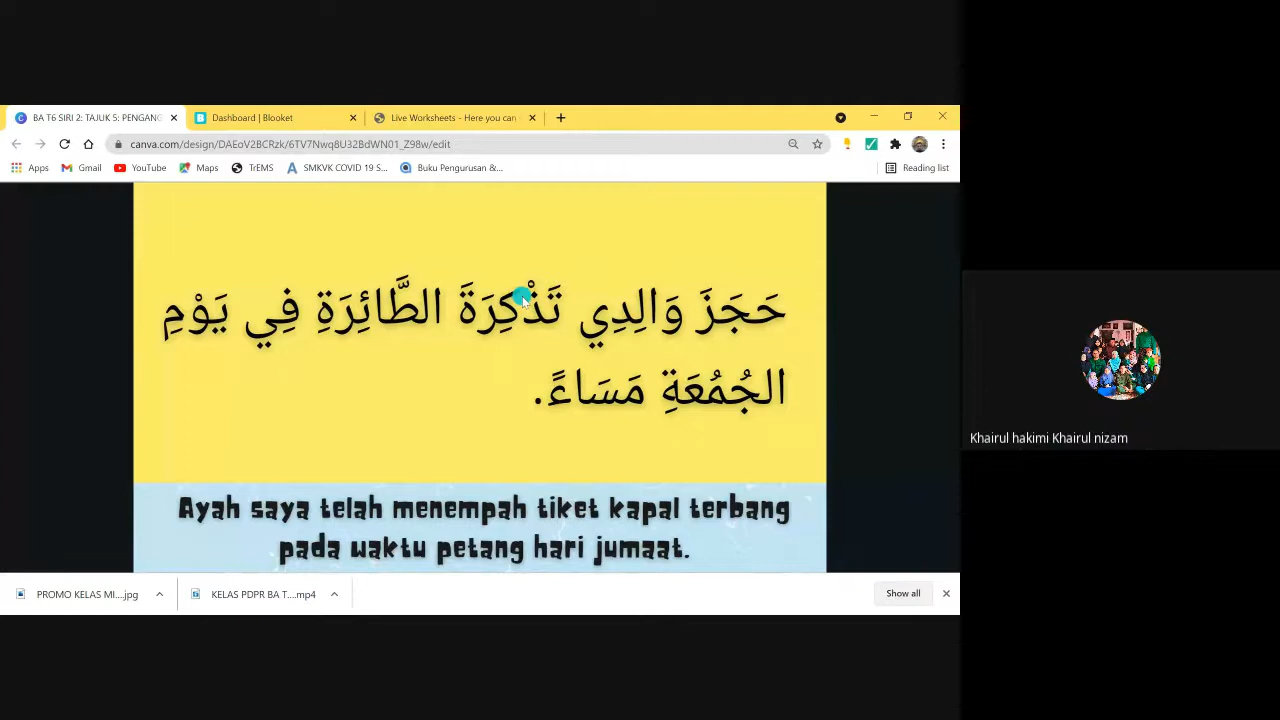 BA T6 SIRI 2: TAJUK 5: PENGANG
Dashboard | Blooket
Live Worksheets - Here you can
canva.com/design/DAEoV2BCRzk/6TV7Nwq8U32BdWN01_Z98w/edit
Apps
Gmail
YouTube
Maps
TrEMS
SMKVK COVID 19 S...
Buku Pengurusan &...
Reading list
حَجَزَ وَالِدِي تَذْكِرَةَ الطَّائِرَةِ فِي يَوْمِ
الجُمُعَةِ مَسَاءً.
Ayah saya telah menempah tiket kapal terbang
pada waktu petang hari jumaat.
Khairul hakimi Khairul nizam
PROMO KELAS MI....jpg
KELAS PDPR BA T....mp4
Show all